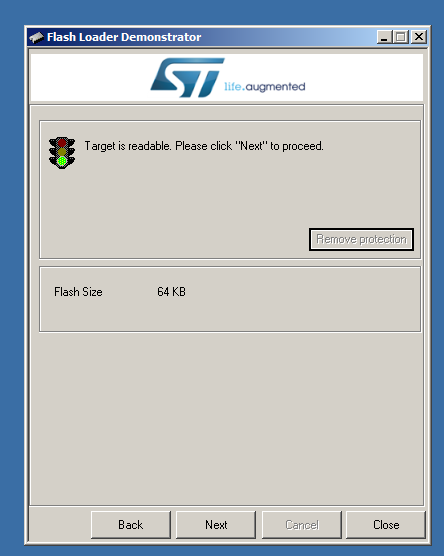 Flash Loader Demonstrator
ST
life.augmented
Target is readable. Please click "Next" to proceed.
Remove protection
Flash Size 64 KB
Back Next Cancel Close